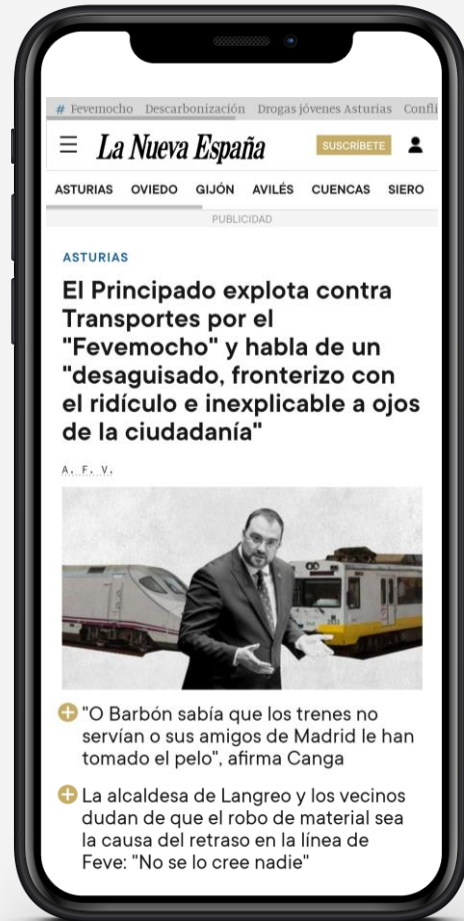 # Fevemocho Descarbonización Drogas jóvenes Asturias Confli
La Nueva España SUSCRÍBETE
ASTURIAS OVIEDO GIJÓN AVILÉS CUENCAS SIERO
PUBLICIDAD
ASTURIAS
El Principado explota contra
Transportes por el
"Fevemocho" y habla de un
"desaguisado, fronterizo con
el ridículo e inexplicable a ojos
de la ciudadanía"
A. F. V.
"O Barbón sabía que los trenes no
servían o sus amigos de Madrid le han
tomado el pelo", afirma Canga
La alcaldesa de Langreo y los vecinos
dudan de que el robo de material sea
la causa del retraso en la línea de
Feve: "No se lo cree nadie"